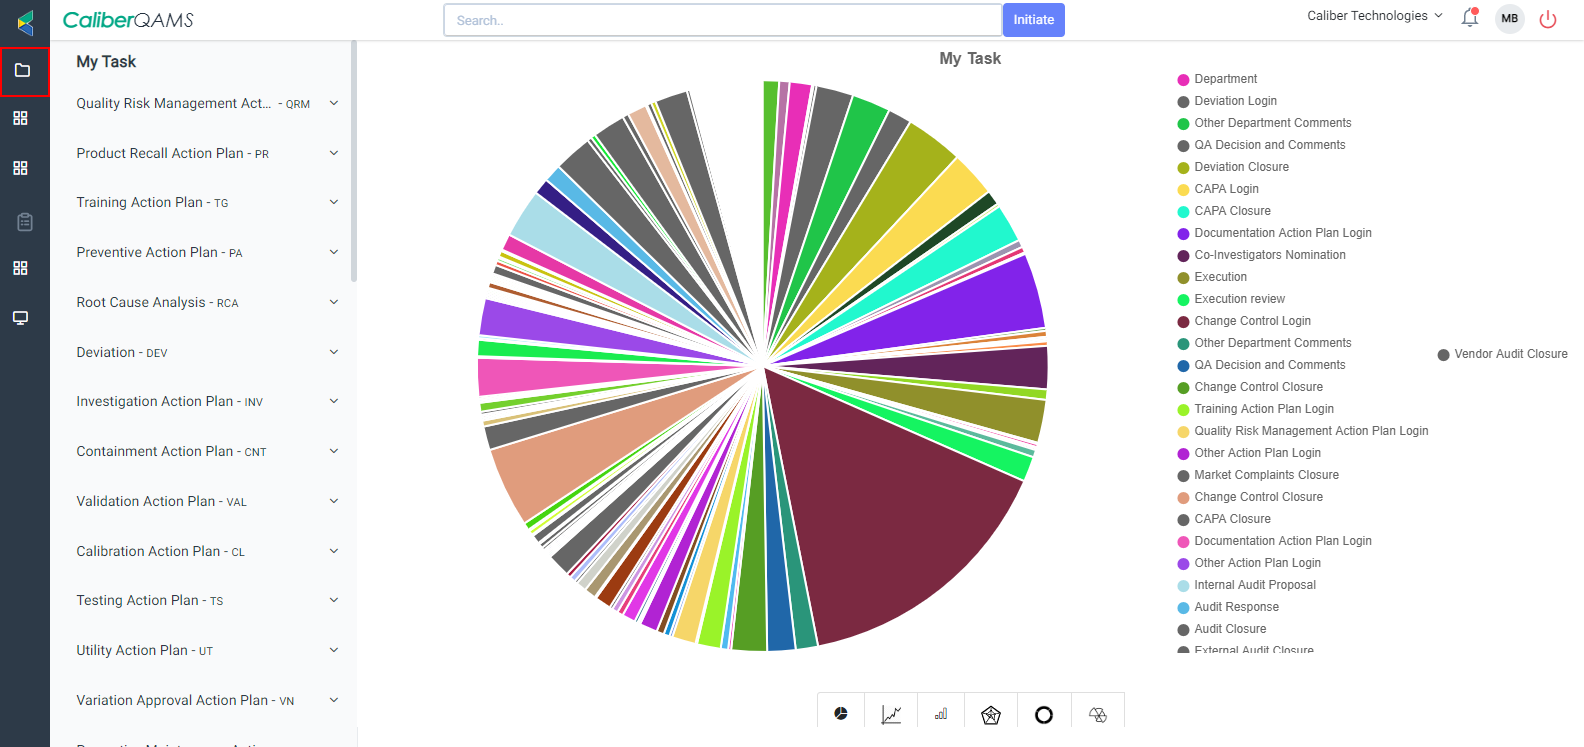 CaliberQAMS
Search..
Initiate
Caliber Technologies
MB
My Task
Quality Risk Management Act... - QRM
Product Recall Action Plan - PR
Training Action Plan - TG
Preventive Action Plan - PA
Root Cause Analysis - RCA
Deviation - DEV
Investigation Action Plan - INV
Containment Action Plan - CNT
Validation Action Plan - VAL
Calibration Action Plan - CL
Testing Action Plan - TS
Utility Action Plan - UT
Variation Approval Action Plan - VN
My Task
Department
Deviation Login
Other Department Comments
QA Decision and Comments
Deviation Closure
CAPA Login
CAPA Closure
Documentation Action Plan Login
Co-Investigators Nomination
Execution
Execution review
Change Control Login
Other Department Comments
QA Decision and Comments
Change Control Closure
Training Action Plan Login
Quality Risk Management Action Plan Login
Other Action Plan Login
Market Complaints Closure
Change Control Closure
CAPA Closure
Documentation Action Plan Login
Other Action Plan Login
Internal Audit Proposal
Audit Response
Audit Closure
External Audit Closure
Vendor Audit Closure